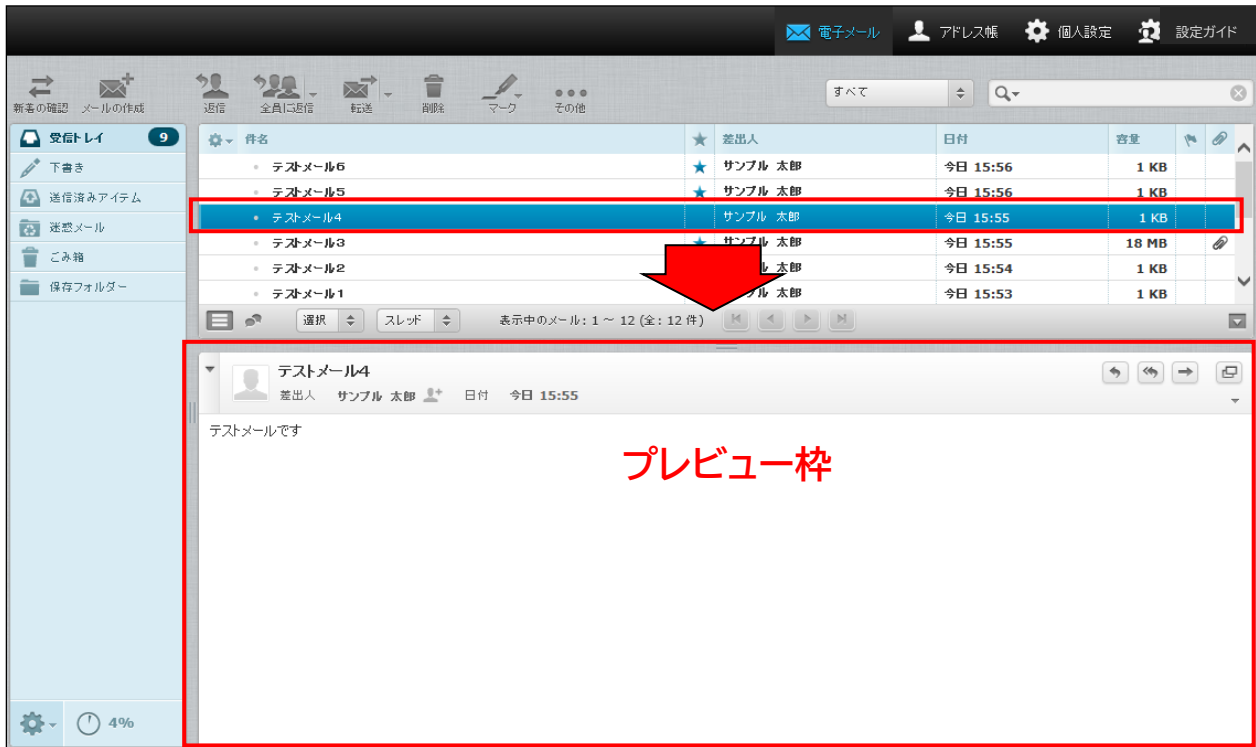 電子メール アドレス帳 個人設定 設定ガイド
新着の確認 メールの作成 返信 全員に返信 転送 削除 マーク その他 すべて
受信トレイ 9
下書き
送信済みアイテム
迷惑メール
ごみ箱
保存フォルダー
件名 差出人 日付 容量
テストメール6 サンプル 太郎 今日 15:56 1 KB
テストメール5 サンプル 太郎 今日 15:56 1 KB
テストメール4 サンプル 太郎 今日 15:55 1 KB
テストメール3 サンプル 太郎 今日 15:55 18 MB
テストメール2 太郎 今日 15:54 1 KB
テストメール1 サンプル 太郎 今日 15:53 1 KB
選択 スレッド 表示中のメール: 1 ～ 12 (全: 12 件)
テストメール4
差出人 サンプル 太郎 日付 今日 15:55
テストメールです
プレビュー枠
4%